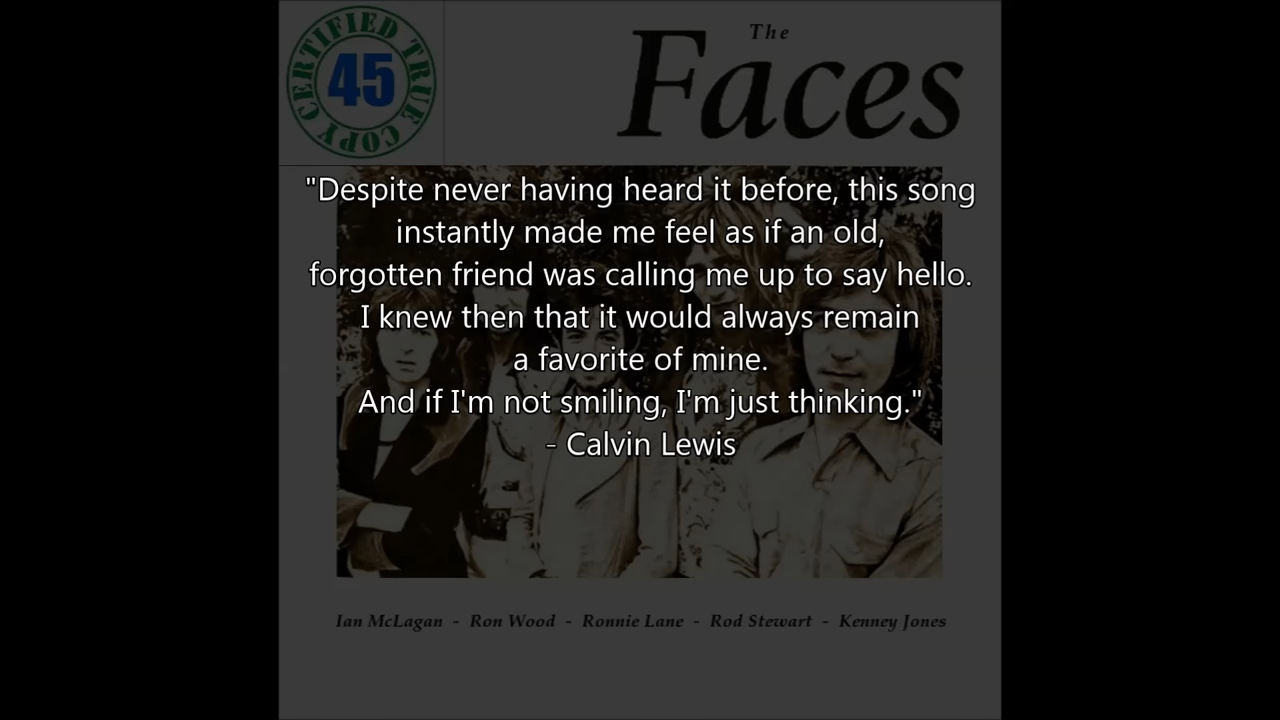 CERTIFIED TRUE COPY
45
The
Faces
"Despite never having heard it before, this song
instantly made me feel as if an old,
forgotten friend was calling me up to say hello.
I knew then that it would always remain
a favorite of mine.
And if I'm not smiling, I'm just thinking."
- Calvin Lewis
Ian McLagan - Ron Wood - Ronnie Lane - Rod Stewart - Kenney Jones